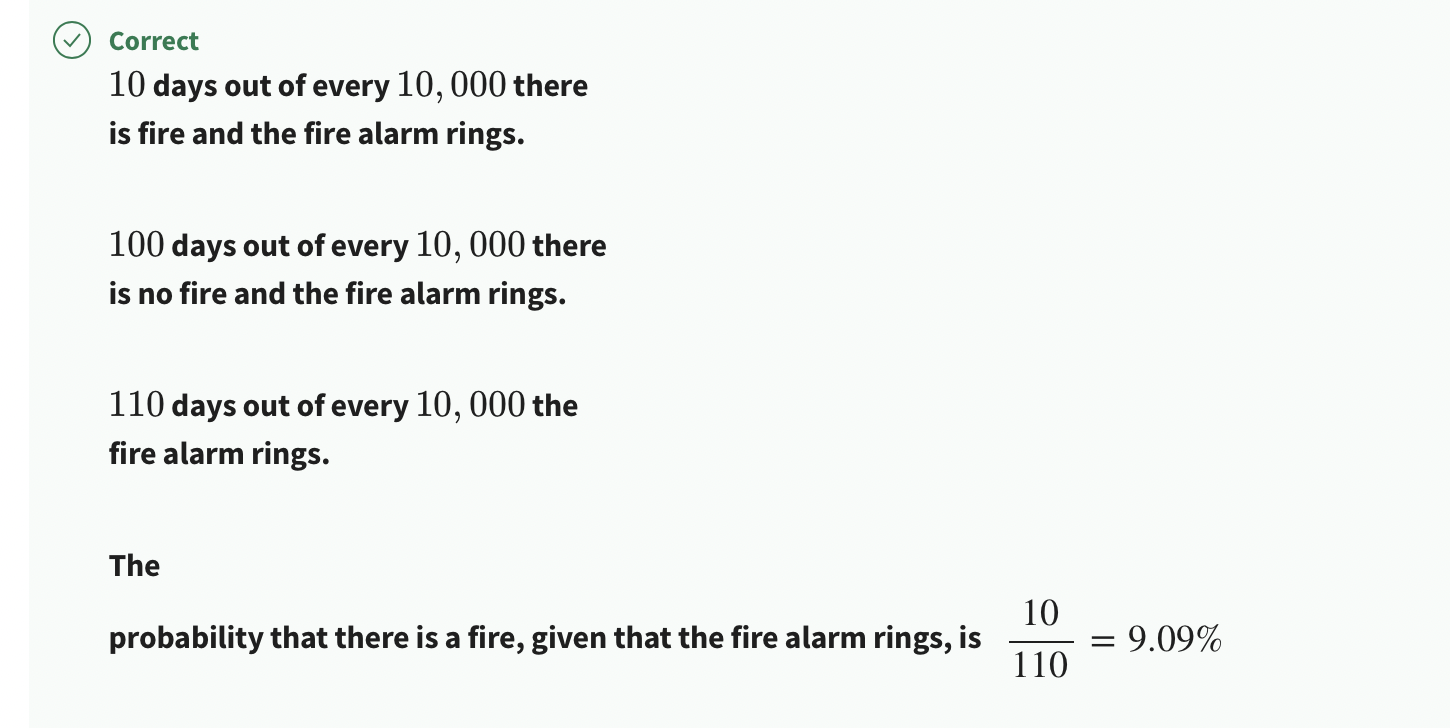 Correct
10 days out of every 10, 000 there
is fire and the fire alarm rings.
100 days out of every 10, 000 there
is no fire and the fire alarm rings.
110 days out of every 10, 000 the
fire alarm rings.
The
probability that there is a fire, given that the fire alarm rings, is 10/110 = 9.09%